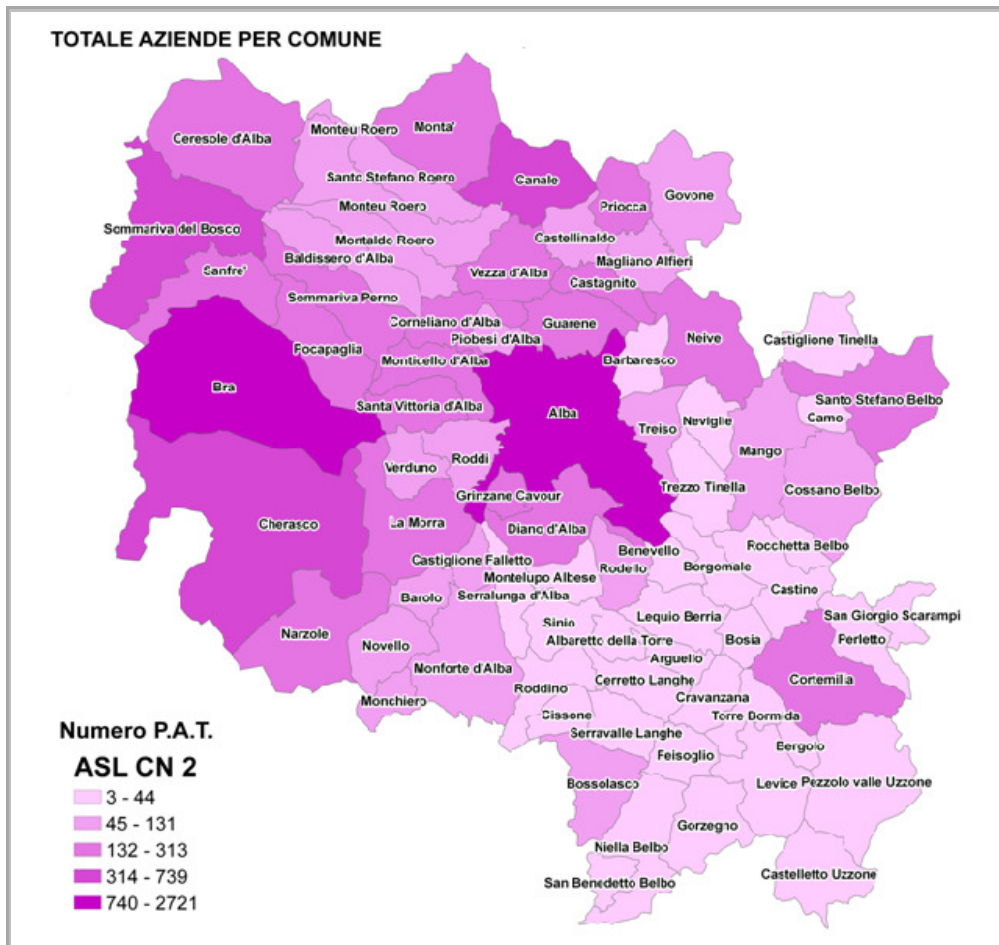 TOTALE AZIENDE PER COMUNE
Ceresole d'Alba
Monteu Roero
Monta'
Santo Stefano Roero
Canale
Priocca
Govone
Monteu Roero
Sommariva del Bosco
Montaldo Roero
Castellinaldo
Baldissero d'Alba
Magliano Alfieri
Sanfre'
Vezza d'Alba
Castagnito
Sommariva Perno
Corneliano d'Alba
Guarene
Piobesi d'Alba
Neive
Castiglione Tinella
Pocapaglia
Monticello d'Alba
Barbaresco
Bra
Santo Stefano Belbo
Santa Vittoria d'Alba
Alba
Neviglie
Camo
Treiso
Mango
Verduno
Roddi
Trezzo Tinella
Cossano Belbo
Grinzane Cavour
Cherasco
La Morra
Diano d'Alba
Benevello
Rocchetta Belbo
Castiglione Falletto
Rodello
Borgomale
Montelupo Albese
Castino
Barolo
Serralunga d'Alba
Lequio Berria
San Giorgio Scarampi
Narzole
Sinio
Bosia
Perletto
Novello
Albaretto della Torre
Arguello
Monforte d'Alba
Cerretto Langhe
Cortemilia
Monchiero
Roddino
Cravanzana
Cissone
Torre Bormida
Serravalle Langhe
Bergolo
Feisoglio
Bossolasco
Levice
Pezzolo valle Uzzone
Gorzegno
Niella Belbo
San Benedetto Belbo
Castelletto Uzzone
Numero P.A.T.
ASL CN 2
3 - 44
45 - 131
132 - 313
314 - 739
740 - 2721